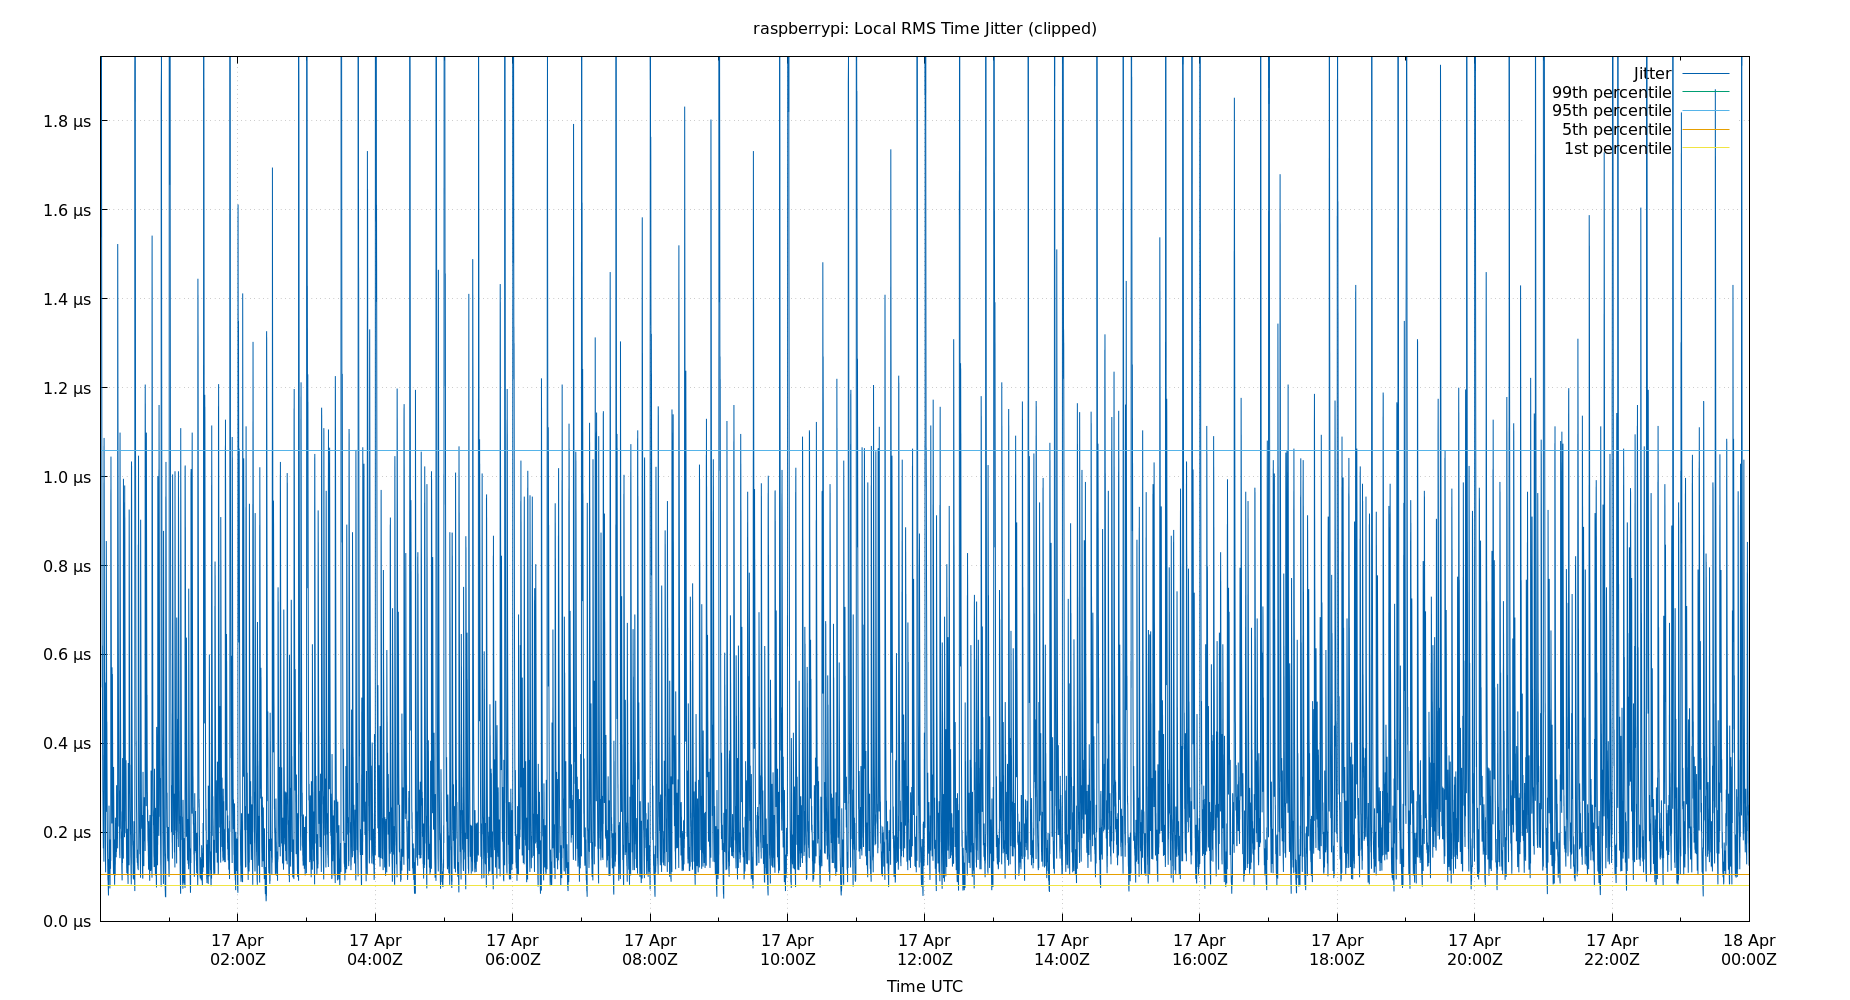 raspberrypi: Local RMS Time Jitter (clipped)
Jitter
99th percentile
95th percentile
5th percentile
1st percentile
1.8 µs
1.6 µs
1.4 µs
1.2 µs
1.0 µs
0.8 µs
0.6 µs
0.4 µs
0.2 µs
0.0 µs
17 Apr 17 Apr 17 Apr 17 Apr 17 Apr 17 Apr 17 Apr 17 Apr 17 Apr 17 Apr 17 Apr 18 Apr
02:00Z 04:00Z 06:00Z 08:00Z 10:00Z 12:00Z 14:00Z 16:00Z 18:00Z 20:00Z 22:00Z 00:00Z
Time UTC